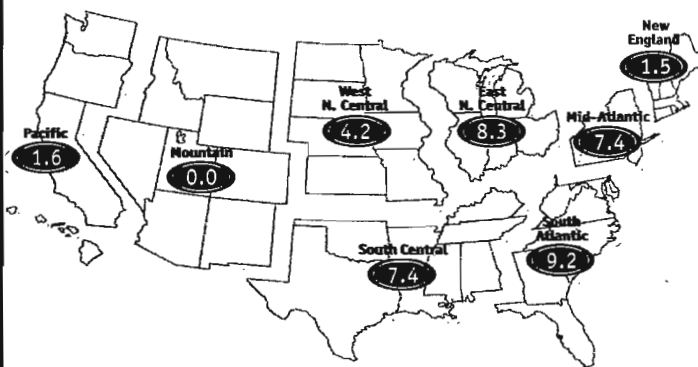 New
England
1.5
West
N. Central
4.2
East
N. Central
8.3
Mid-Atlantic
7.4
Pacific
1.6
Mountain
0.0
South Central
7.4
South
Atlantic
9.2